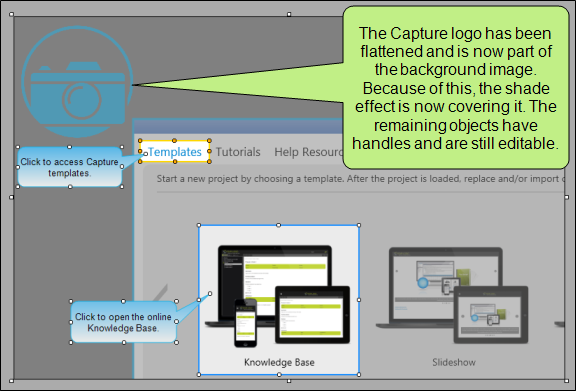 The Capture logo has been
flattened and is now part of
the background image.
Because of this, the shade
effect is now covering it. The
remaining objects have
handles and are still editable.
Click to access Capture
templates.
Templates Tutorials Help Resour
Start a new project by choosing a template. After the project is loaded, replace and/or import
Click to open the online
Knowledge Base.
Knowledge Base Slideshow